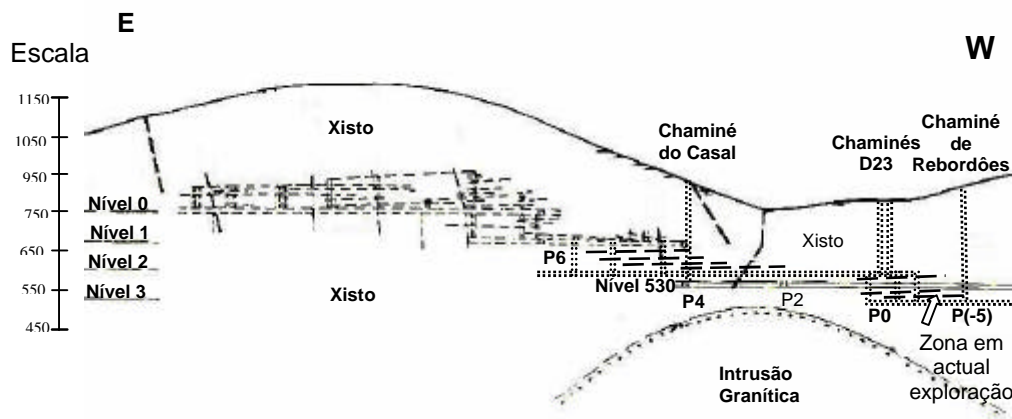 E
Escala
W
1150
Xisto
Chaminé
do Casal
Chaminés
D23
Chaminé
de
Rebordões
1050
950
Nível 0
750
Nível 1
650
Xisto
P6
Nível 2
Nível 530
550
Nível 3
Xisto
P4
P2
P0
P(-5)
450
Zona em
actual
exploração
Intrusão
Granítica